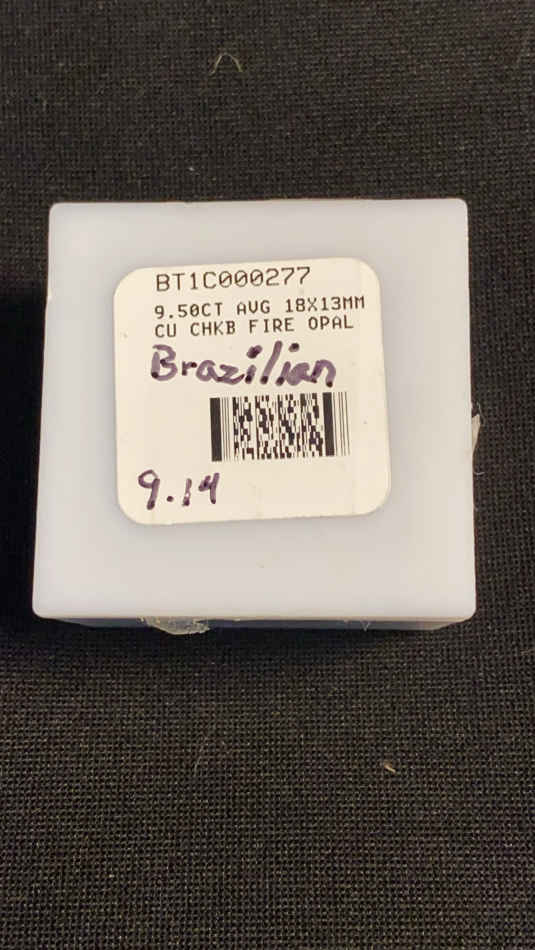 BT1C000277
9.50CT AVG 18X13MM
CU CHKB FIRE OPAL
Brazilian
9.14